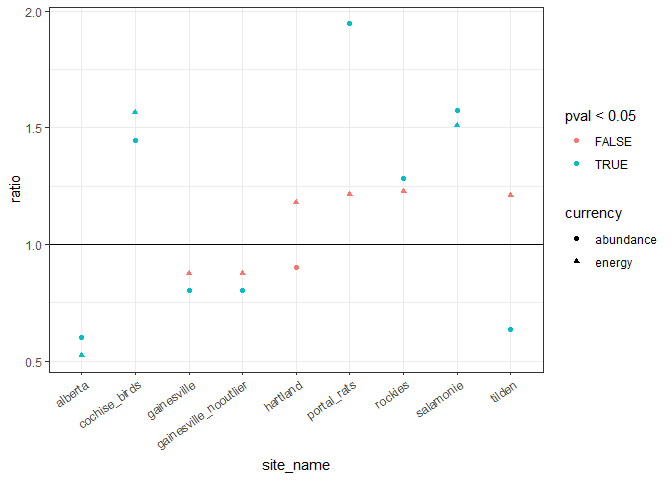 2.0
1.5
1.0
0.5
ratio
alberta
cochise_birds
gainesville
gainesville_nooutlier
hartland
portal_rats
rockies
salamonie
tilden
site_name
pval < 0.05
FALSE
TRUE
currency
abundance
energy